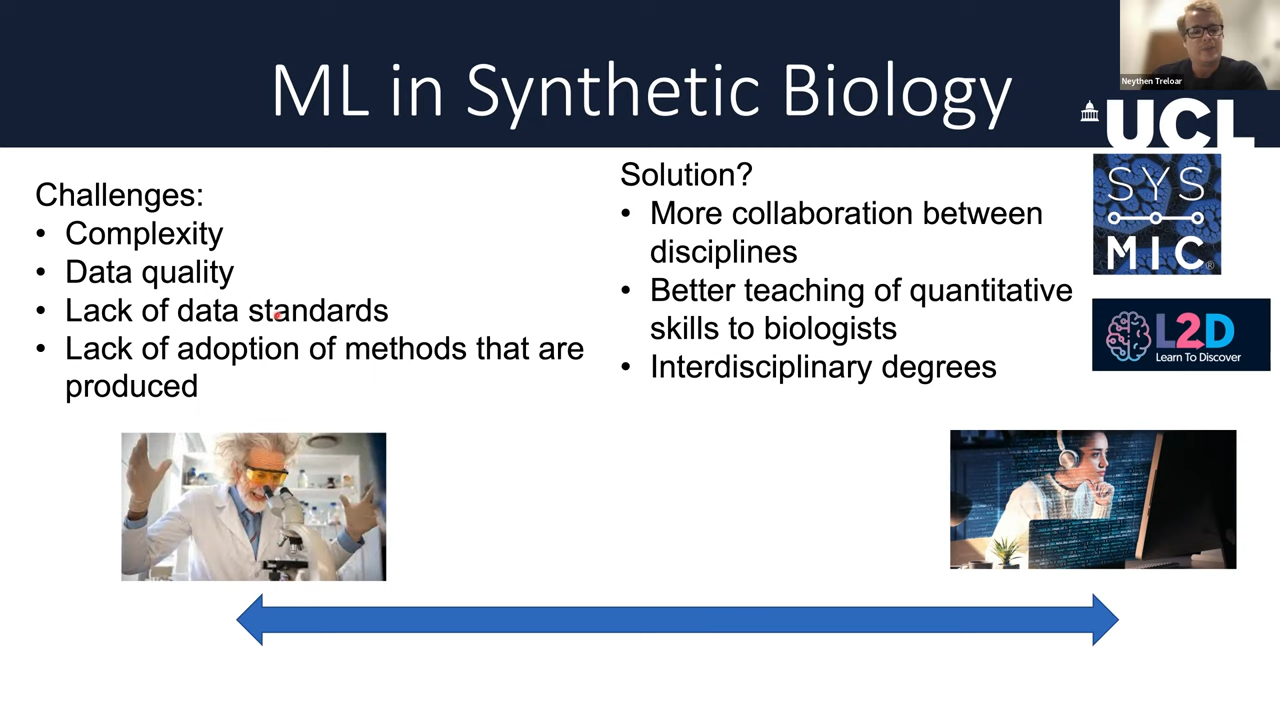 ML in Synthetic Biology
Neythen Treloar
UCL
Challenges:
• Complexity
• Data quality
• Lack of data standards
• Lack of adoption of methods that are
produced
Solution?
• More collaboration between
disciplines
• Better teaching of quantitative
skills to biologists
• Interdisciplinary degrees
SYS
MIC®
L2D
Learn To Discover